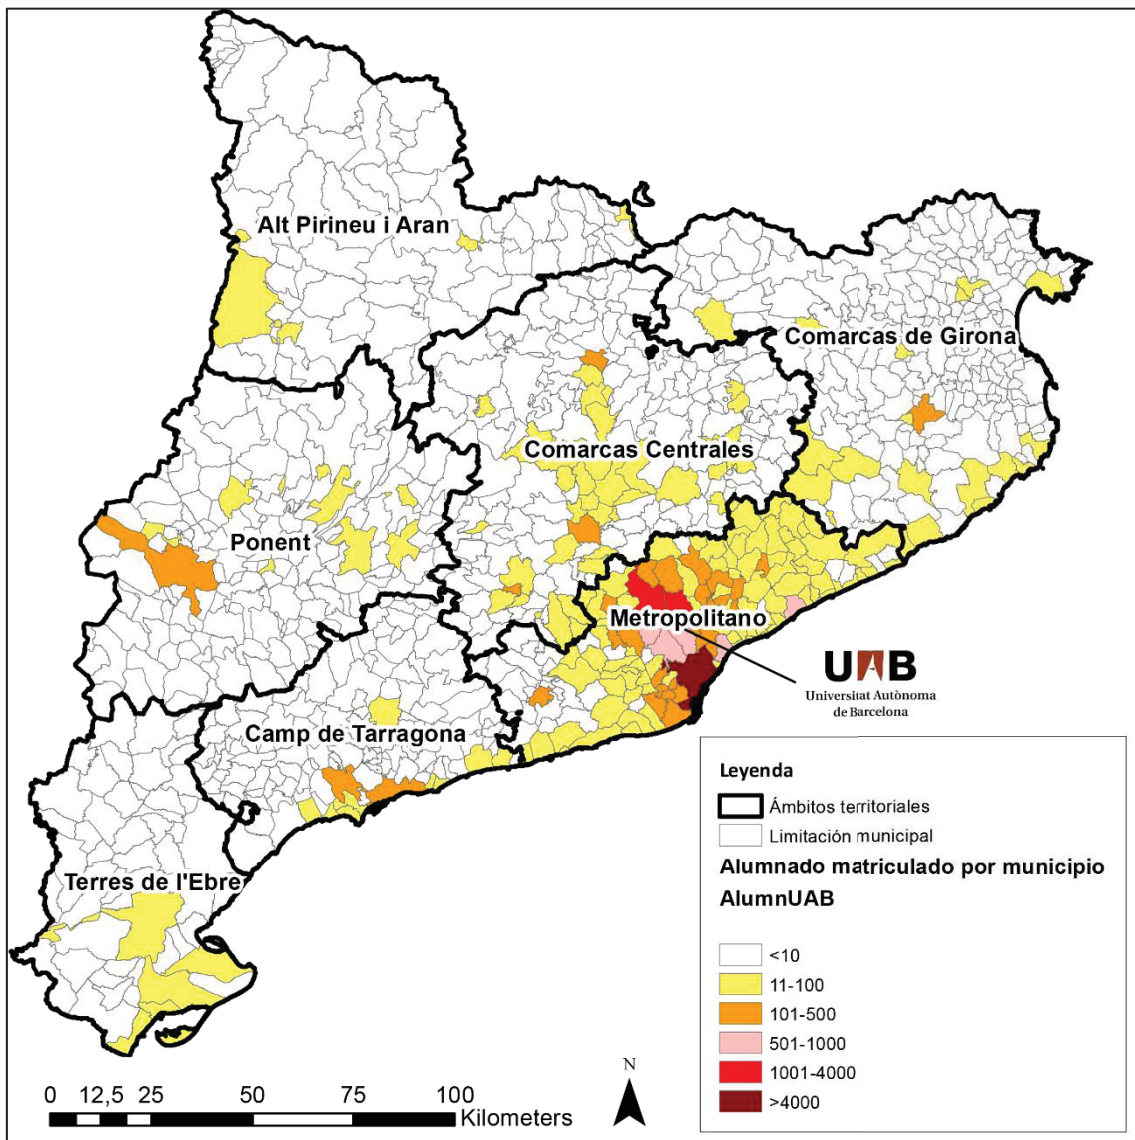 Alt Pirineu i Aran
Comarcas de Girona
Comarcas Centrales
Ponent
Metropolitano
UAB
Universitat Autònoma
de Barcelona
Camp de Tarragona
Terres de l'Ebre
Leyenda
Ámbitos territoriales
Limitación municipal
Alumnado matriculado por municipio
AlumnUAB
<10
11-100
101-500
501-1000
1001-4000
>4000
N
0 12,5 25 50 75 100
Kilometers